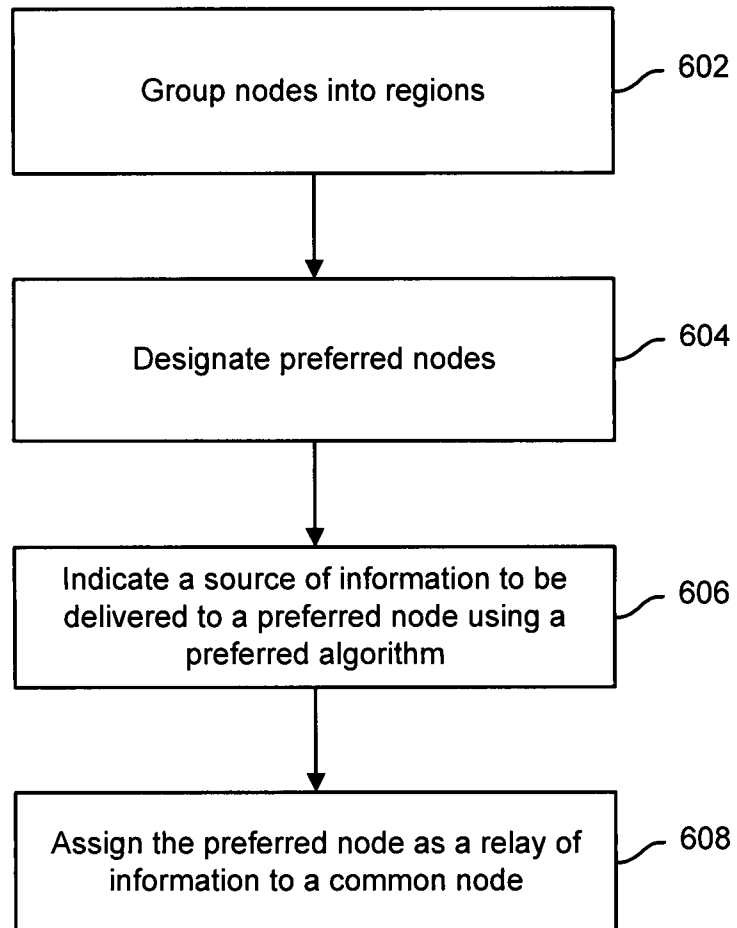 Group nodes into regions
602
Designate preferred nodes
604
Indicate a source of information to be
delivered to a preferred node using a
preferred algorithm
606
Assign the preferred node as a relay of
information to a common node
608